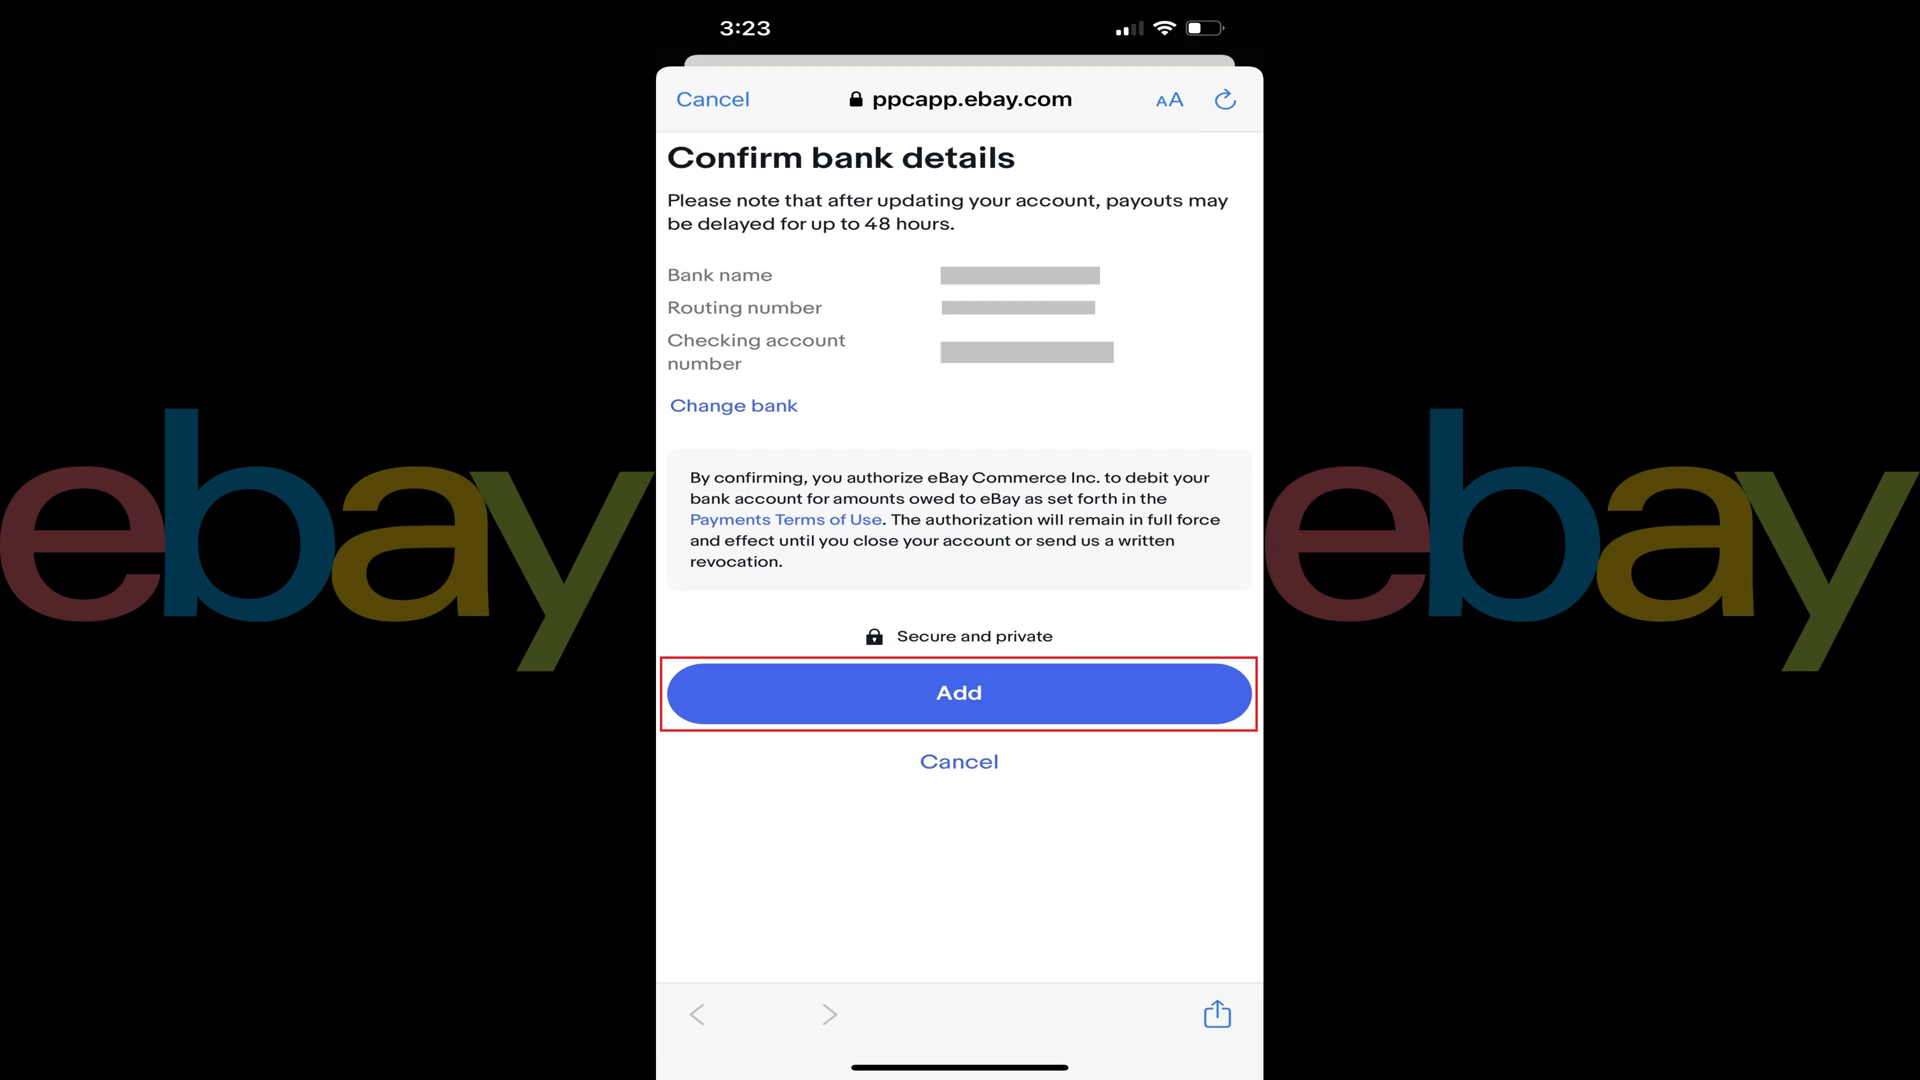 3:23
Cancel
ppcapp.ebay.com
AA
Confirm bank details
Please note that after updating your account, payouts may
be delayed for up to 48 hours.
Bank name
Routing number
Checking account
number
Change bank
By confirming, you authorize eBay Commerce Inc. to debit your
bank account for amounts owed to eBay as set forth in the
Payments Terms of Use. The authorization will remain in full force
and effect until you close your account or send us a written
revocation.
Secure and private
Add
Cancel
ebay
ebay